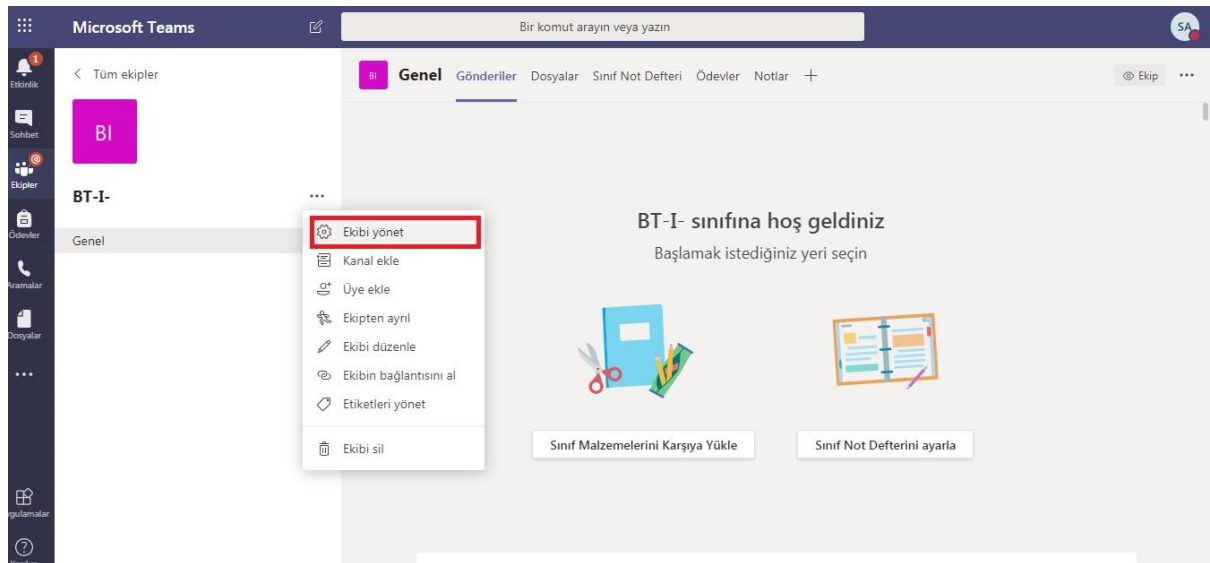 Microsoft Teams
Bir komut arayın veya yazın
SA
1
Etkinlik
Sohbet
@
Ekipler
Ödevler
Aramalar
Dosyalar
ygulamalar
Tüm ekipler
BI
BT-I-
Genel
Ekibi yönet
Kanal ekle
Üye ekle
Ekipten ayrıl
Ekibi düzenle
Ekibin bağlantısını al
Etiketleri yönet
Ekibi sil
BI Genel Gönderiler Dosyalar Sınıf Not Defteri Ödevler Notlar
Ekip
BT-I- sınıfına hoş geldiniz
Başlamak istediğiniz yeri seçin
Sınıf Malzemelerini Karşıya Yükle
Sınıf Not Defterini ayarla